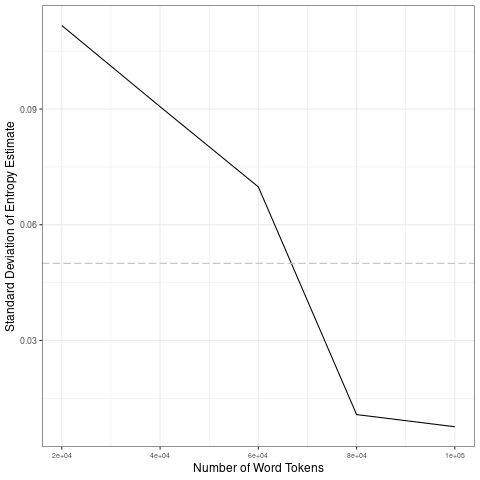 Standard Deviation of Entropy Estimate
0.09
0.06
0.03
2e+04 4e+04 6e+04 8e+04 1e+05
Number of Word Tokens